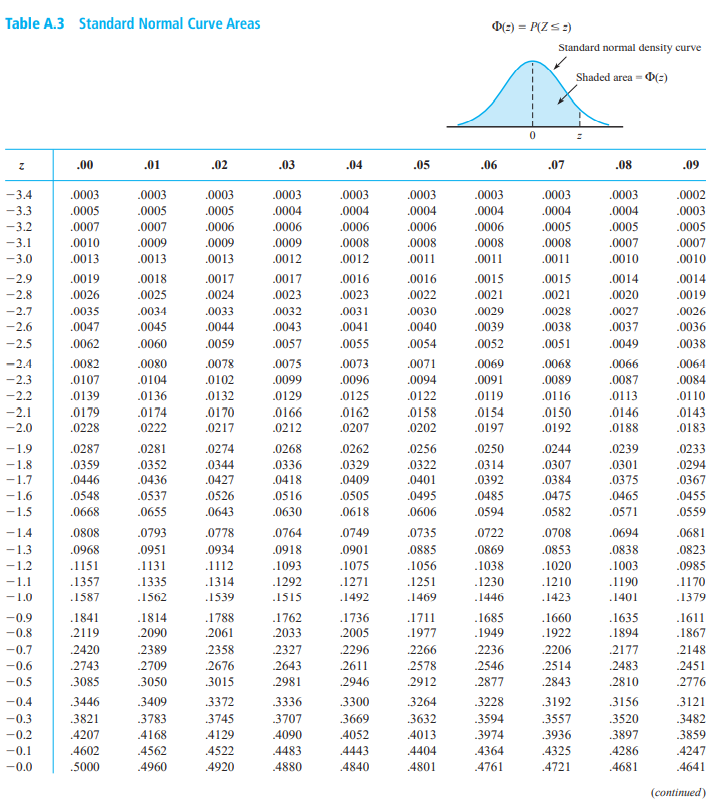 Table A.3 Standard Normal Curve Areas
Φ(z) = P(Z ≤ z)
Standard normal density curve
Shaded area = Φ(z)
0 z
z .00 .01 .02 .03 .04 .05 .06 .07 .08 .09
−3.4 .0003 .0003 .0003 .0003 .0003 .0003 .0003 .0003 .0003 .0002
−3.3 .0005 .0005 .0005 .0004 .0004 .0004 .0004 .0004 .0004 .0003
−3.2 .0007 .0007 .0006 .0006 .0006 .0006 .0006 .0005 .0005 .0005
−3.1 .0010 .0009 .0009 .0009 .0008 .0008 .0008 .0008 .0007 .0007
−3.0 .0013 .0013 .0013 .0012 .0012 .0011 .0011 .0011 .0010 .0010
−2.9 .0019 .0018 .0017 .0017 .0016 .0016 .0015 .0015 .0014 .0014
−2.8 .0026 .0025 .0024 .0023 .0023 .0022 .0021 .0021 .0020 .0019
−2.7 .0035 .0034 .0033 .0032 .0031 .0030 .0029 .0028 .0027 .0026
−2.6 .0047 .0045 .0044 .0043 .0041 .0040 .0039 .0038 .0037 .0036
−2.5 .0062 .0060 .0059 .0057 .0055 .0054 .0052 .0051 .0049 .0038
−2.4 .0082 .0080 .0078 .0075 .0073 .0071 .0069 .0068 .0066 .0064
−2.3 .0107 .0104 .0102 .0099 .0096 .0094 .0091 .0089 .0087 .0084
−2.2 .0139 .0136 .0132 .0129 .0125 .0122 .0119 .0116 .0113 .0110
−2.1 .0179 .0174 .0170 .0166 .0162 .0158 .0154 .0150 .0146 .0143
−2.0 .0228 .0222 .0217 .0212 .0207 .0202 .0197 .0192 .0188 .0183
−1.9 .0287 .0281 .0274 .0268 .0262 .0256 .0250 .0244 .0239 .0233
−1.8 .0359 .0352 .0344 .0336 .0329 .0322 .0314 .0307 .0301 .0294
−1.7 .0446 .0436 .0427 .0418 .0409 .0401 .0392 .0384 .0375 .0367
−1.6 .0548 .0537 .0526 .0516 .0505 .0495 .0485 .0475 .0465 .0455
−1.5 .0668 .0655 .0643 .0630 .0618 .0606 .0594 .0582 .0571 .0559
−1.4 .0808 .0793 .0778 .0764 .0749 .0735 .0722 .0708 .0694 .0681
−1.3 .0968 .0951 .0934 .0918 .0901 .0885 .0869 .0853 .0838 .0823
−1.2 .1151 .1131 .1112 .1093 .1075 .1056 .1038 .1020 .1003 .0985
−1.1 .1357 .1335 .1314 .1292 .1271 .1251 .1230 .1210 .1190 .1170
−1.0 .1587 .1562 .1539 .1515 .1492 .1469 .1446 .1423 .1401 .1379
−0.9 .1841 .1814 .1788 .1762 .1736 .1711 .1685 .1660 .1635 .1611
−0.8 .2119 .2090 .2061 .2033 .2005 .1977 .1949 .1922 .1894 .1867
−0.7 .2420 .2389 .2358 .2327 .2296 .2266 .2236 .2206 .2177 .2148
−0.6 .2743 .2709 .2676 .2643 .2611 .2578 .2546 .2514 .2483 .2451
−0.5 .3085 .3050 .3015 .2981 .2946 .2912 .2877 .2843 .2810 .2776
−0.4 .3446 .3409 .3372 .3336 .3300 .3264 .3228 .3192 .3156 .3121
−0.3 .3821 .3783 .3745 .3707 .3669 .3632 .3594 .3557 .3520 .3482
−0.2 .4207 .4168 .4129 .4090 .4052 .4013 .3974 .3936 .3897 .3859
−0.1 .4602 .4562 .4522 .4483 .4443 .4404 .4364 .4325 .4286 .4247
−0.0 .5000 .4960 .4920 .4880 .4840 .4801 .4761 .4721 .4681 .4641
(continued)